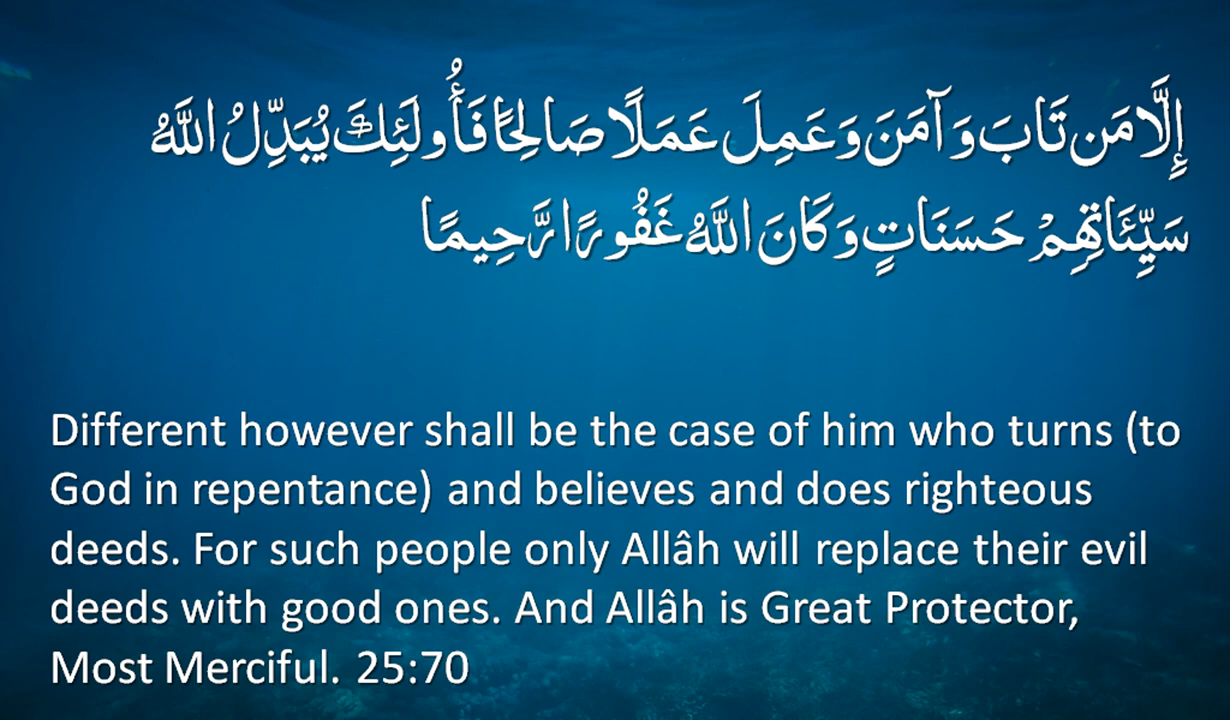 إِلَّا مَن تَابَ وَآمَنَ وَعَمِلَ عَمَلًا صَالِحًا فَأُولَٰئِكَ يُبَدِّلُ اللَّهُ
سَيِّئَاتِهِمْ حَسَنَاتٍ وَكَانَ اللَّهُ غَفُورًا رَّحِيمًا
Different however shall be the case of him who turns (to
God in repentance) and believes and does righteous
deeds. For such people only Allâh will replace their evil
deeds with good ones. And Allâh is Great Protector,
Most Merciful. 25:70